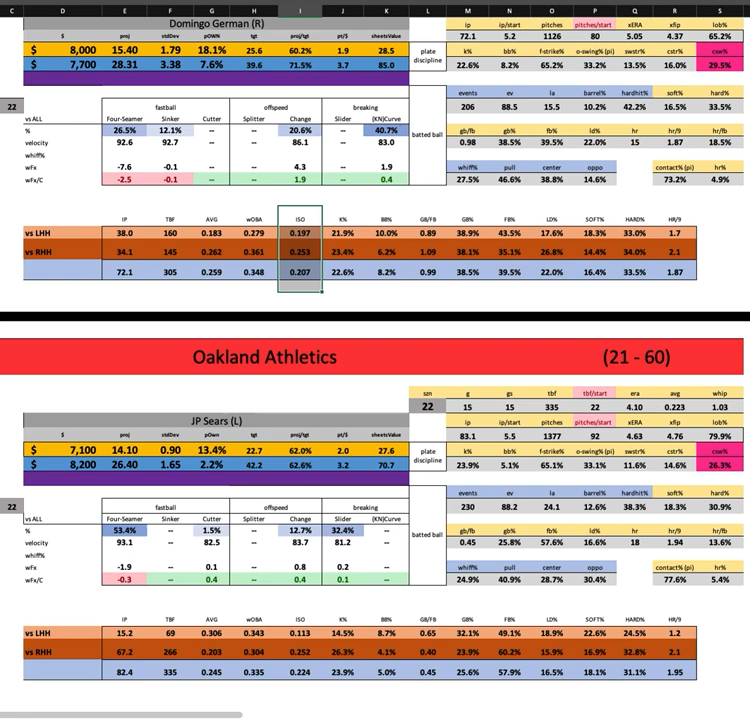 C D E F G H I J K L M N O P Q R S
Domingo German (R) ip ip/start pitches pitches/start xERA xfip lob%
$ proj stdDev pOWN tgt proj/tgt pt/$ sheetsValue 72.1 5.2 1126 80 5.05 4.37 65.2%
$ 8,000 15.40 1.79 18.1% 25.6 60.2% 1.9 28.5 plate discipline k% bb% f-strike% o-swing% (pi) swstr% cstr% csw%
$ 7,700 28.31 3.38 7.6% 39.6 71.5% 3.7 85.0 22.6% 8.2% 65.2% 33.2% 13.5% 16.0% 29.5%
events ev la barrel% hardhit% soft% hard%
22 fastball offspeed breaking 206 88.5 15.5 10.2% 42.2% 16.5% 33.5%
vs ALL Four-Seamer Sinker Cutter Splitter Change Slider (KN)Curve
% 26.5% 12.1% -- -- 20.6% -- 40.7% batted ball gb/fb gb% fb% ld% hr hr/9 hr/fb
velocity 92.6 92.7 -- -- 86.1 -- 83.0 0.98 38.5% 39.5% 22.0% 15 1.87 18.5%
whiff%
wFx -7.6 -0.1 4.3 1.9 whiff% pull center oppo contact% (pi) hr%
wFx/C -2.5 -0.1 -- -- 1.9 -- 0.4 27.5% 46.6% 38.8% 14.6% 73.2% 4.9%
IP TBF AVG wOBA ISO K% BB% GB/FB GB% FB% LD% SOFT% HARD% HR/9
vs LHH 38.0 160 0.183 0.279 0.197 21.9% 10.0% 0.89 38.9% 43.5% 17.6% 18.3% 33.0% 1.7
vs RHH 34.1 145 0.262 0.361 0.253 23.4% 6.2% 1.09 38.1% 35.1% 26.8% 14.4% 34.0% 2.1
72.1 305 0.259 0.348 0.207 22.6% 8.2% 0.99 38.5% 39.5% 22.0% 16.4% 33.5% 1.87
Oakland Athletics (21 - 60)
szn g gs tbf tbf/start era avg whip
22 15 15 335 22 4.10 0.223 1.03
JP Sears (L) ip ip/start pitches pitches/start xERA xfip lob%
$ proj stdDev pOwn tgt proj/tgt pt/$ sheetsValue 83.1 5.5 1377 92 4.63 4.76 79.9%
$ 7,100 14.10 0.90 13.4% 22.7 62.0% 2.0 27.6 plate discipline k% bb% f-strike% o-swing% (pi) swstr% cstr% csw%
$ 8,200 26.40 1.65 2.2% 42.2 62.6% 3.2 70.7 23.9% 5.1% 65.1% 33.1% 11.6% 14.6% 26.3%
events ev la barrel% hardhit% soft% hard%
22 fastball offspeed breaking 230 88.2 24.1 12.6% 38.3% 18.3% 30.9%
vs ALL Four-Seamer Sinker Cutter Splitter Change Slider (KN)Curve
% 53.4% -- 1.5% -- 12.7% 32.4% -- batted ball gb/fb gb% fb% ld% hr hr/9 hr/fb
velocity 93.1 -- 82.5 -- 83.7 81.2 -- 0.45 25.8% 57.6% 16.6% 18 1.94 13.6%
whiff%
wFx -1.9 0.1 0.8 0.2 whiff% pull center oppo contact% (pi) hr%
wFx/C -0.3 -- 0.4 -- 0.4 0.1 -- 24.9% 40.9% 28.7% 30.4% 77.6% 5.4%
IP TBF AVG wOBA ISO K% BB% GB/FB GB% FB% LD% SOFT% HARD% HR/9
vs LHH 15.2 69 0.306 0.343 0.113 14.5% 8.7% 0.65 32.1% 49.1% 18.9% 22.6% 24.5% 1.2
vs RHH 67.2 266 0.203 0.304 0.252 26.3% 4.1% 0.40 23.9% 60.2% 15.9% 16.9% 32.8% 2.1
82.4 335 0.245 0.335 0.224 23.9% 5.0% 0.45 25.6% 57.9% 16.5% 18.1% 31.1% 1.95